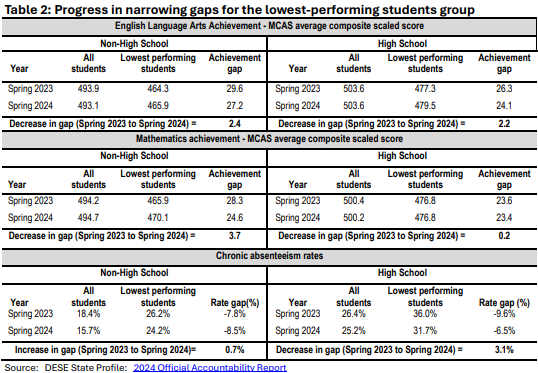 Table 2: Progress in narrowing gaps for the lowest-performing students group
English Language Arts Achievement - MCAS average composite scaled score
Non-High School High School
Year All students Lowest performing students Achievement gap Year All students Lowest performing students Achievement gap
Spring 2023 493.9 464.3 29.6 Spring 2023 503.6 477.3 26.3
Spring 2024 493.1 465.9 27.2 Spring 2024 503.6 479.5 24.1
Decrease in gap (Spring 2023 to Spring 2024) = 2.4 Decrease in gap (Spring 2023 to Spring 2024) = 2.2
Mathematics achievement - MCAS average composite scaled score
Non-High School High School
Year All students Lowest performing students Achievement gap Year All students Lowest performing students Achievement gap
Spring 2023 494.2 465.9 28.3 Spring 2023 500.4 476.8 23.6
Spring 2024 494.7 470.1 24.6 Spring 2024 500.2 476.8 23.4
Decrease in gap (Spring 2023 to Spring 2024) = 3.7 Decrease in gap (Spring 2023 to Spring 2024) = 0.2
Chronic absenteeism rates
Non-High School High School
Year All students Lowest performing students Rate gap(%) Year All students Lowest performing students Rate gap(%)
Spring 2023 18.4% 26.2% -7.8% Spring 2023 26.4% 36.0% -9.6%
Spring 2024 15.7% 24.2% -8.5% Spring 2024 25.2% 31.7% -6.5%
Increase in gap (Spring 2023 to Spring 2024)= 0.7% Decrease in gap (Spring 2023 to Spring 2024)= 3.1%
Source: DESE State Profile: 2024 Official Accountability Report